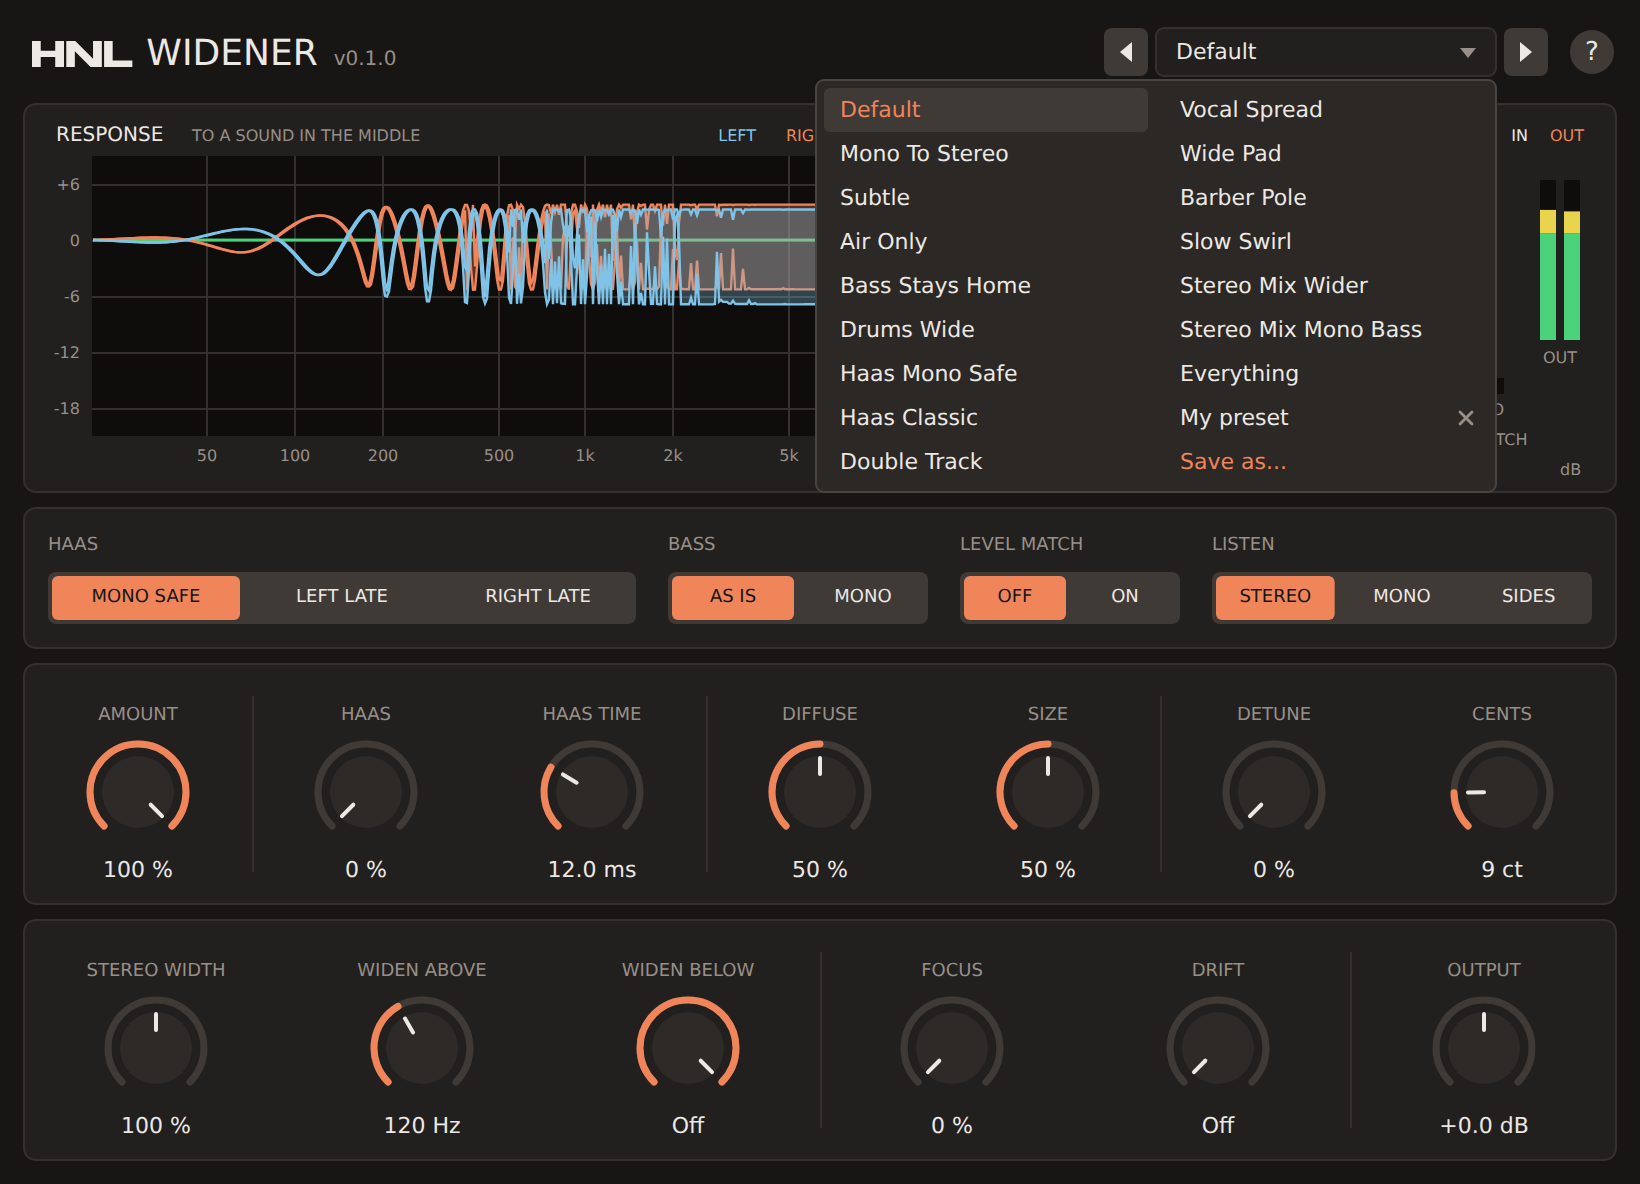 HNL WIDENER v0.1.0
Default
?
RESPONSE TO A SOUND IN THE MIDDLE LEFT
IN OUT
+6
0
-6
-12
-18
50 100 200 500 1k 2k 5k
Default
Mono To Stereo
Subtle
Air Only
Bass Stays Home
Drums Wide
Haas Mono Safe
Haas Classic
Double Track
Vocal Spread
Wide Pad
Barber Pole
Slow Swirl
Stereo Mix Wider
Stereo Mix Mono Bass
Everything
My preset
Save as...
OUT
dB
HAAS BASS LEVEL MATCH LISTEN
MONO SAFE LEFT LATE RIGHT LATE AS IS MONO OFF ON STEREO MONO SIDES
AMOUNT HAAS HAAS TIME DIFFUSE SIZE DETUNE CENTS
100 % 0 % 12.0 ms 50 % 50 % 0 % 9 ct
STEREO WIDTH WIDEN ABOVE WIDEN BELOW FOCUS DRIFT OUTPUT
100 % 120 Hz Off 0 % Off +0.0 dB